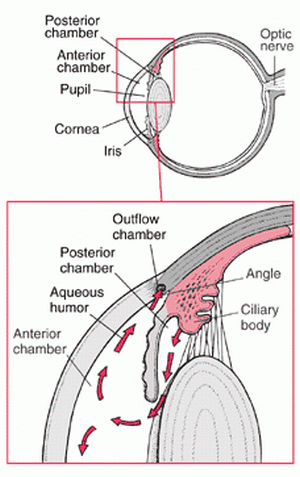 Posterior
chamber
Anterior
chamber
Pupil
Cornea
Iris
Optic
nerve
Outflow
chamber
Posterior
chamber
Aqueous
humor
Anterior
chamber
Angle
Ciliary
body